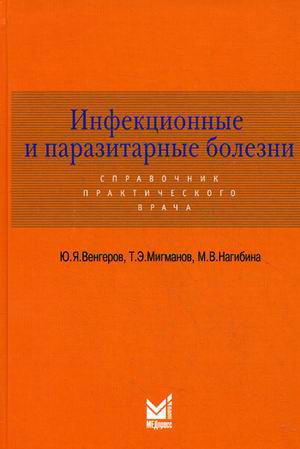 Инфекционные
и паразитарные болезни
СПРАВОЧНИК
ПРАКТИЧЕСКОГО
ВРАЧА
Ю.Я.Венгеров, Т.Э.Мигманов, М.В.Нагибина
МЕДпресс